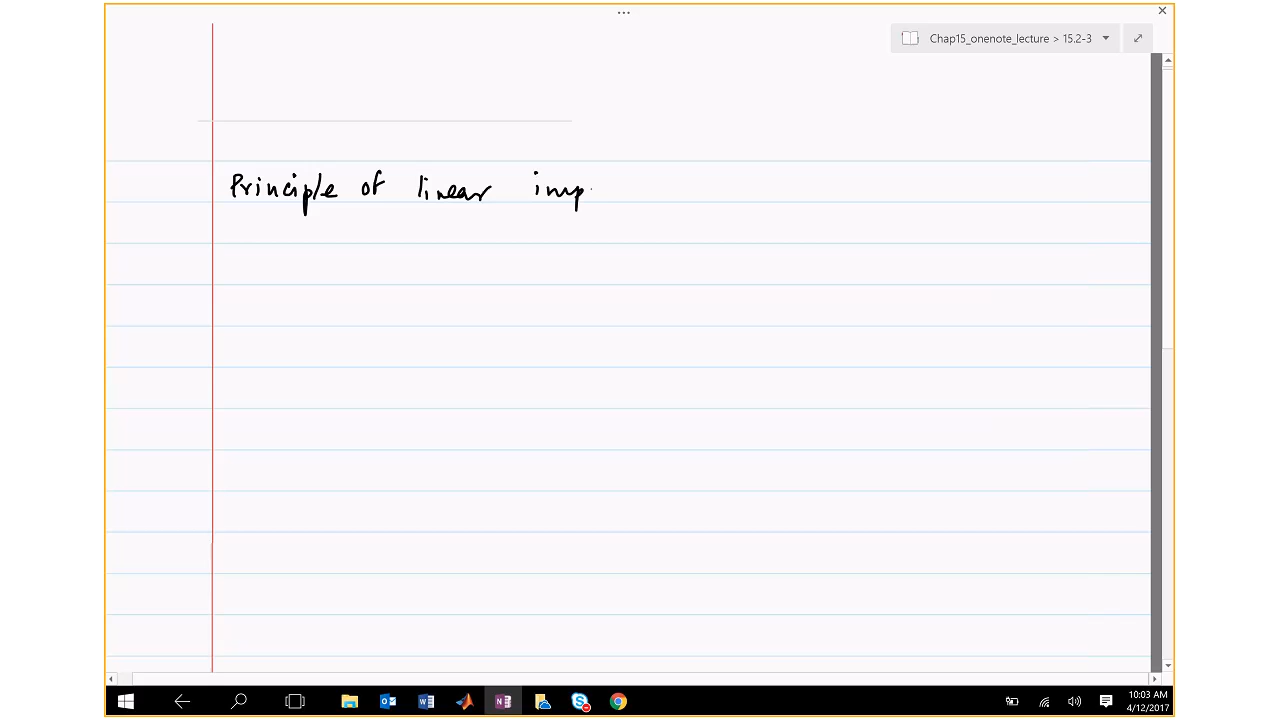 Chap15_onenote_lecture > 15.2-3
Principle of linear imp
10:03 AM
4/12/2017